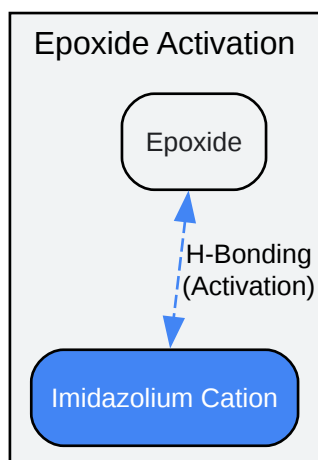 Epoxide Activation
Epoxide
H-Bonding
(Activation)
Imidazolium Cation